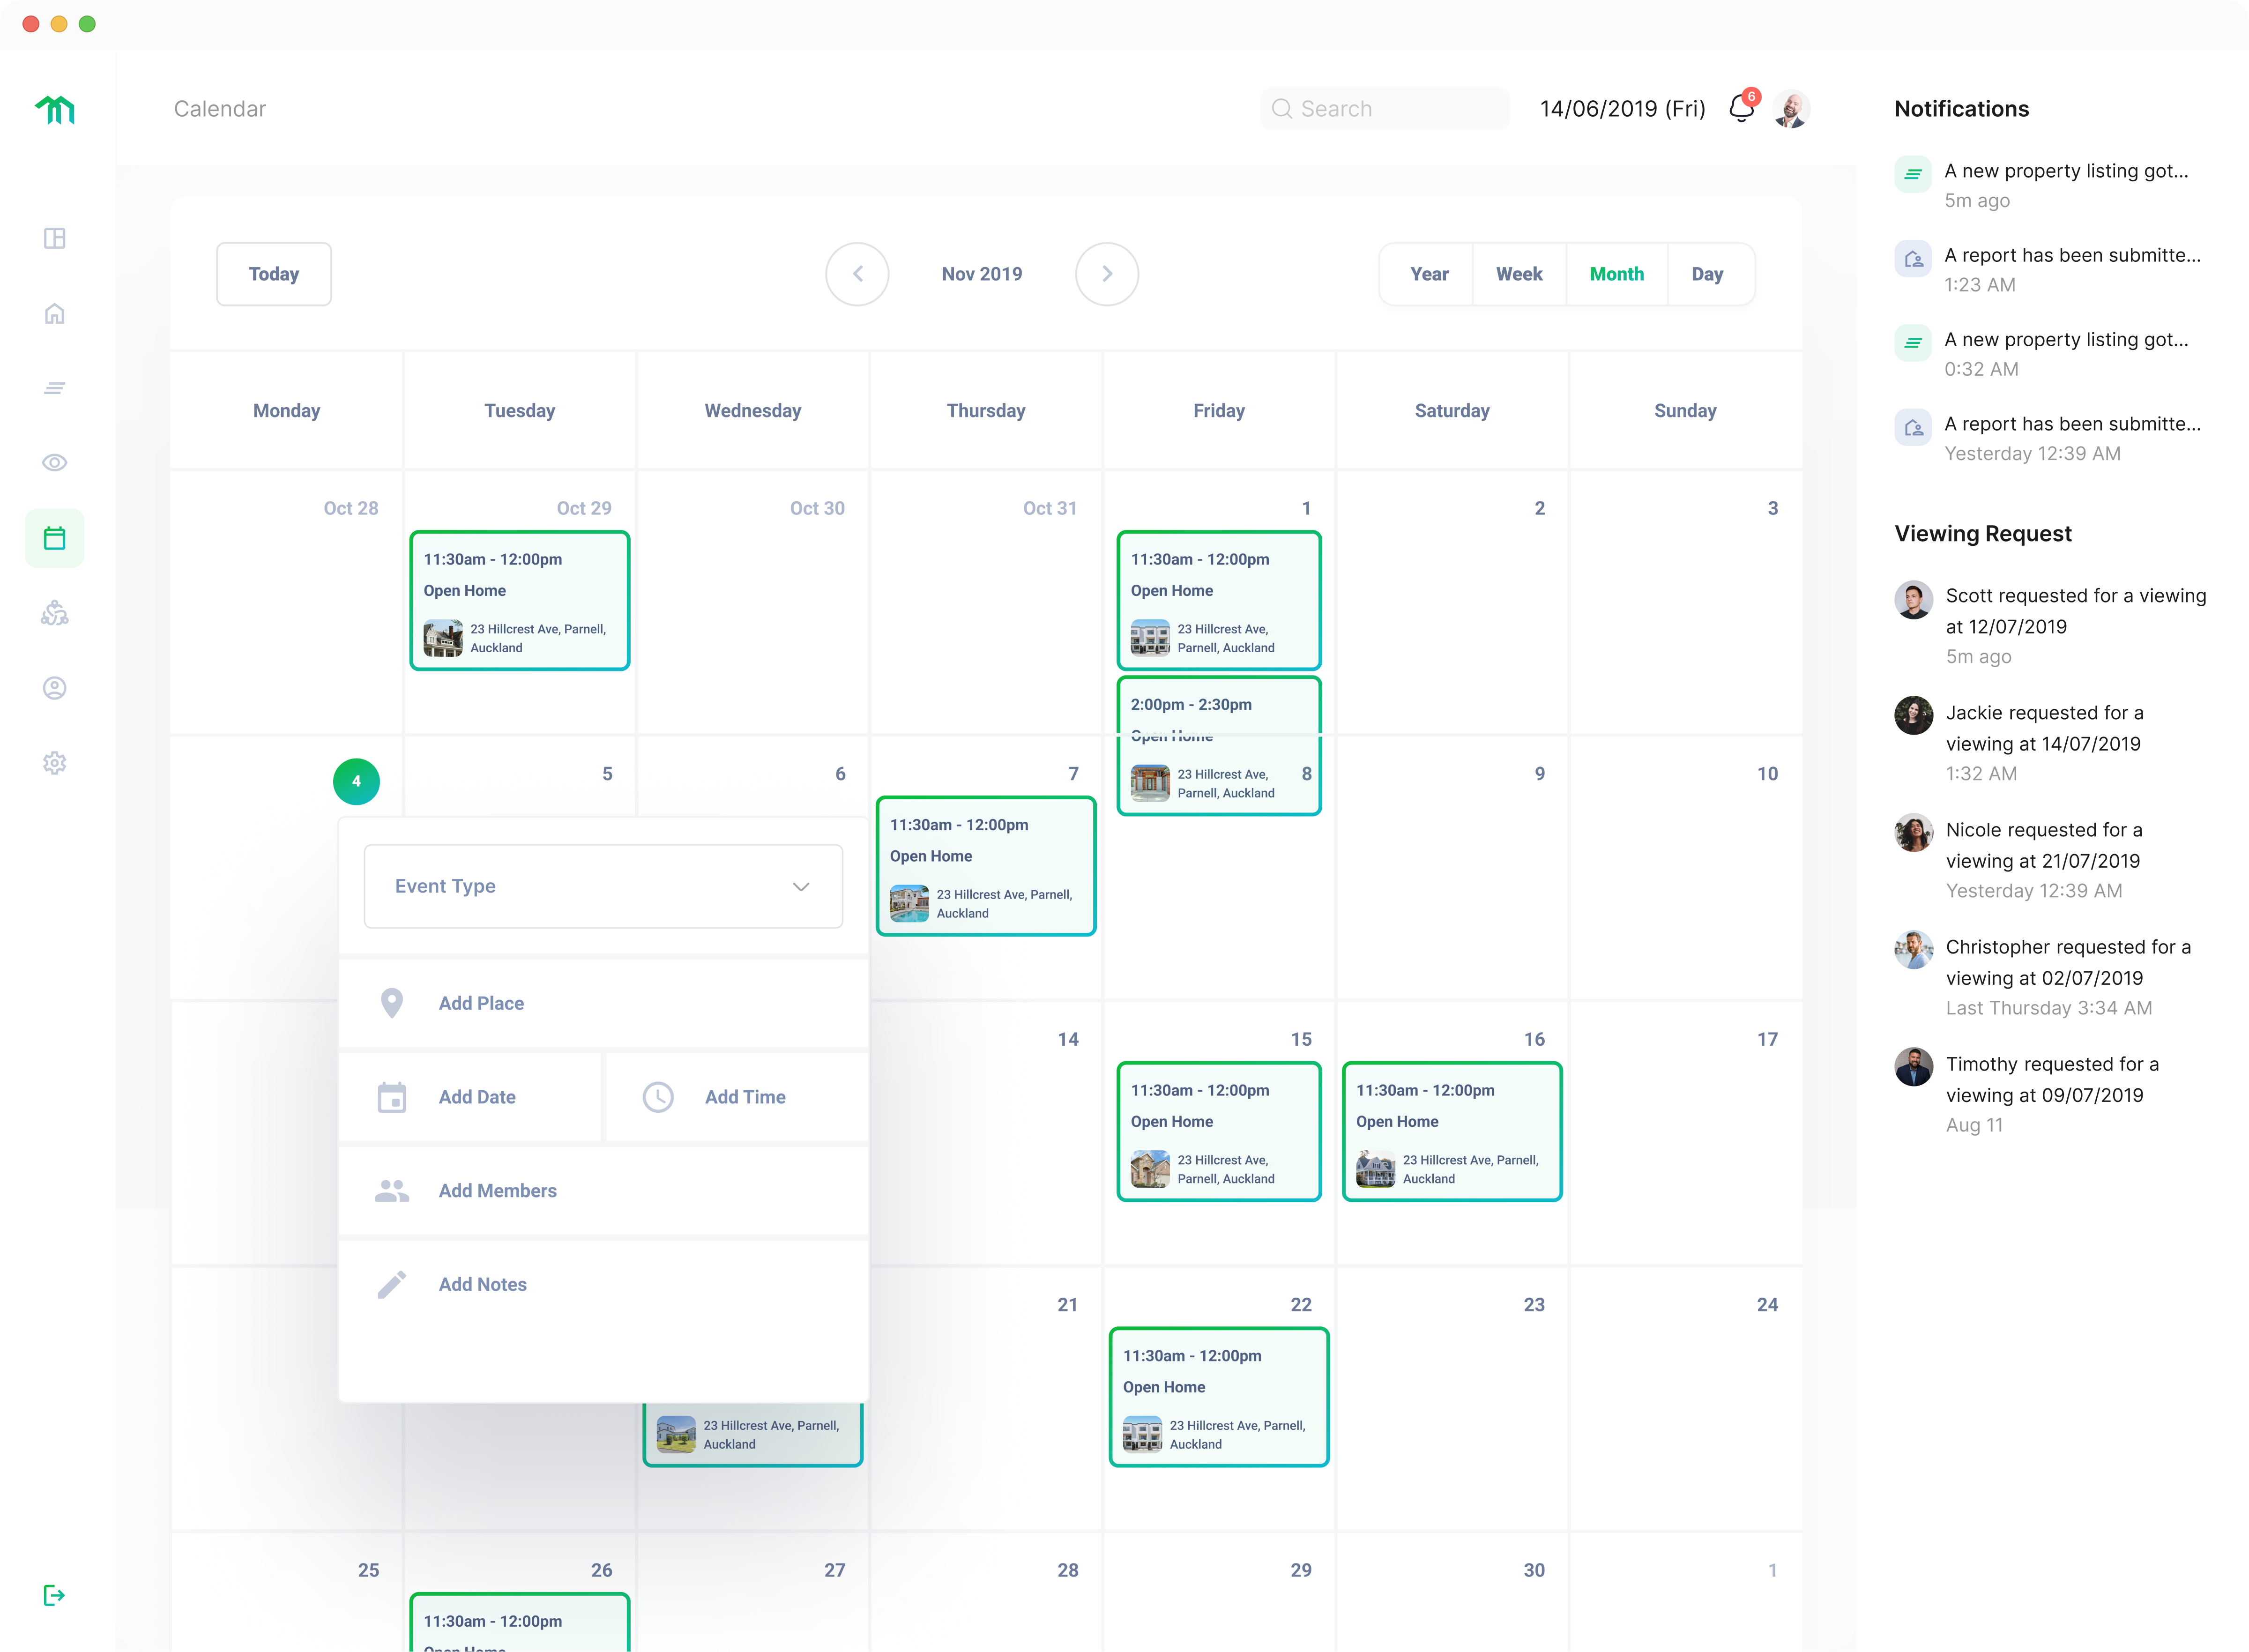 Calendar
Search
14/06/2019 (Fri)
6
Today
Nov 2019
Year
Week
Month
Day
Monday
Tuesday
Wednesday
Thursday
Friday
Saturday
Sunday
Oct 28
Oct 29
Oct 30
Oct 31
1
2
3
11:30am - 12:00pm
Open Home
23 Hillcrest Ave, Parnell,
Auckland
11:30am - 12:00pm
Open Home
23 Hillcrest Ave,
Parnell, Auckland
2:00pm - 2:30pm
Open Home
23 Hillcrest Ave,
Parnell, Auckland
4
5
6
7
8
9
10
11:30am - 12:00pm
Open Home
23 Hillcrest Ave, Parnell,
Auckland
Event Type
Add Place
Add Date
Add Time
Add Members
Add Notes
14
15
16
17
11:30am - 12:00pm
Open Home
23 Hillcrest Ave,
Parnell, Auckland
11:30am - 12:00pm
Open Home
23 Hillcrest Ave, Parnell,
Auckland
21
22
23
24
23 Hillcrest Ave, Parnell,
Auckland
11:30am - 12:00pm
Open Home
23 Hillcrest Ave, Parnell,
Auckland
25
26
27
28
29
30
1
11:30am - 12:00pm
Open Home
Notifications
A new property listing got...
5m ago
A report has been submitte...
1:23 AM
A new property listing got...
0:32 AM
A report has been submitte...
Yesterday 12:39 AM
Viewing Request
Scott requested for a viewing
at 12/07/2019
5m ago
Jackie requested for a
viewing at 14/07/2019
1:32 AM
Nicole requested for a
viewing at 21/07/2019
Yesterday 12:39 AM
Christopher requested for a
viewing at 02/07/2019
Last Thursday 3:34 AM
Timothy requested for a
viewing at 09/07/2019
Aug 11